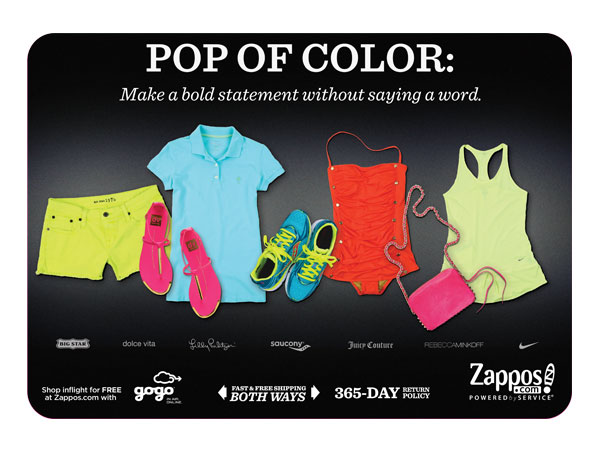 POP OF COLOR:
Make a bold statement without saying a word.
BIG STAR
dolce vita
Lilly Pulitzer
saucony
Juicy Couture
REBECCAMINKOFF
Shop inflight for FREE
at Zappos.com with
gogo
FAST & FREE SHIPPING
BOTH WAYS
365-DAY RETURN
POLICY
Zappos!
.com
POWERED by SERVICE®